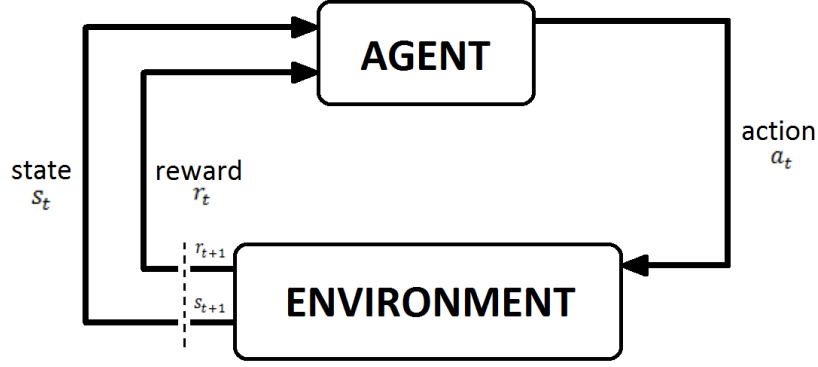 AGENT
action
a_t
state
s_t
reward
r_t
r_{t+1}
ENVIRONMENT
s_{t+1}